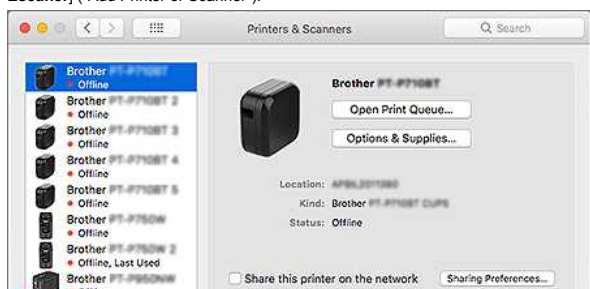 ] ("Add Printer or Scanner").
Printers & Scanners
Search
Brother
Offline
Brother
Offline
Brother
Offline
Brother
Offline
Brother
Offline
Brother
Offline
Brother
Offline, Last Used
Brother
Brother
Open Print Queue...
Options & Supplies...
Location:
Kind: Brother
Status: Offline
Share this printer on the network
Sharing Preferences...